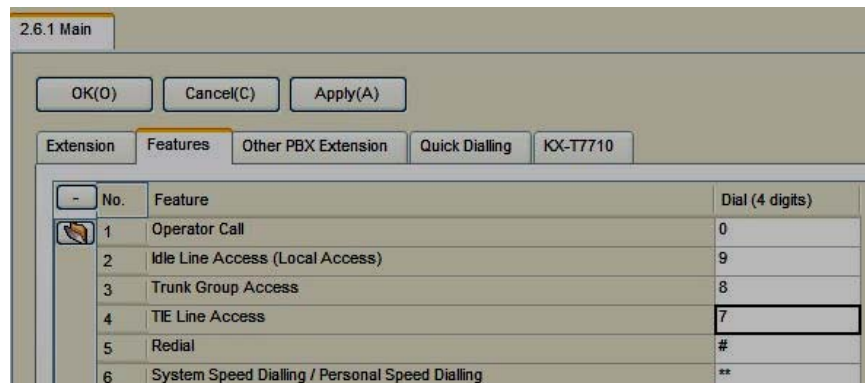 2.6.1 Main
OK(O) Cancel(C) Apply(A)
Extension Features Other PBX Extension Quick Dialling KX-T7710
- No. Feature Dial (4 digits)
1 Operator Call 0
2 Idle Line Access (Local Access) 9
3 Trunk Group Access 8
4 TIE Line Access 7
5 Redial #
6 System Speed Dialling / Personal Speed Dialling **